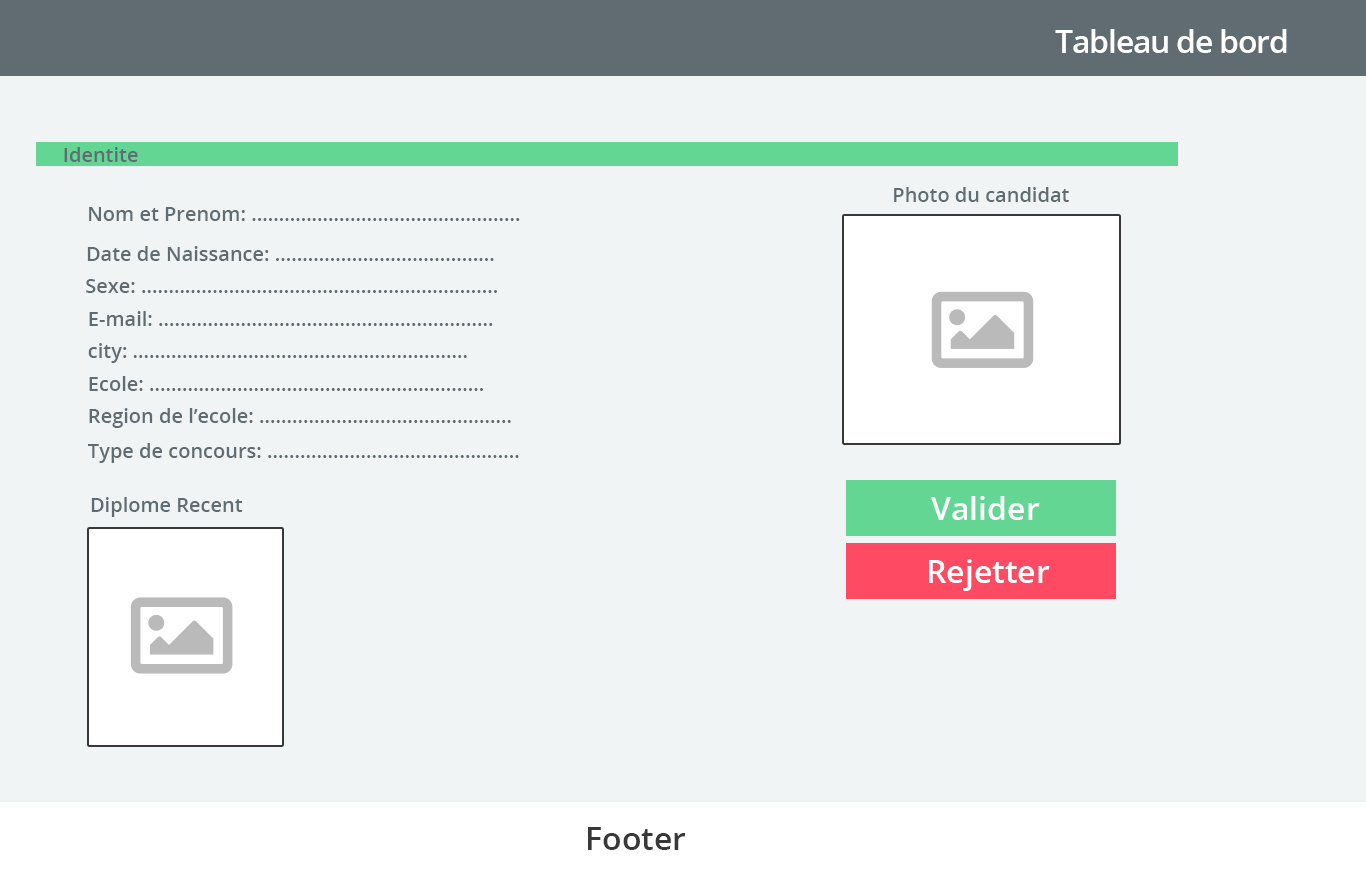 Tableau de bord
Identite
Photo du candidat
Nom et Prenom: .................................................
Date de Naissance: ........................................
Sexe: .................................................................
E-mail: .............................................................
city: .............................................................
Ecole: .............................................................
Region de l’ecole: ..............................................
Type de concours: ..............................................
Diplome Recent
Valider
Rejetter
Footer